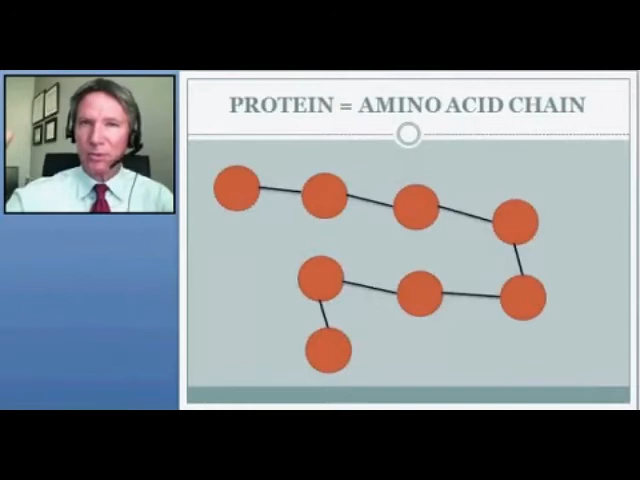 PROTEIN = AMINO ACID CHAIN